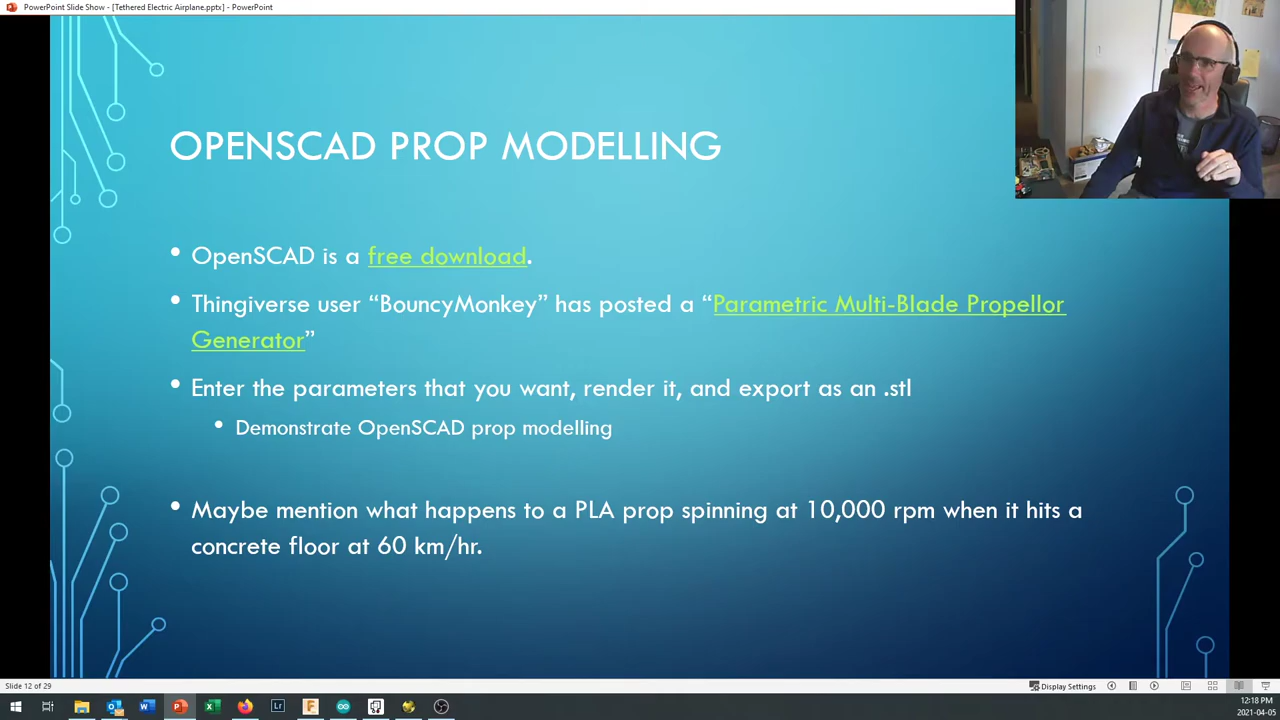 PowerPoint Slide Show - [Tethered Electric Airplane.pptx] - PowerPoint
OPENSCAD PROP MODELLING
• OpenSCAD is a free download.
• Thingiverse user “BouncyMonkey” has posted a “Parametric Multi-Blade Propellor
Generator”
• Enter the parameters that you want, render it, and export as an .stl
• Demonstrate OpenSCAD prop modelling
• Maybe mention what happens to a PLA prop spinning at 10,000 rpm when it hits a
concrete floor at 60 km/hr.
Slide 12 of 29
Display Settings
12:18 PM
2021-04-05